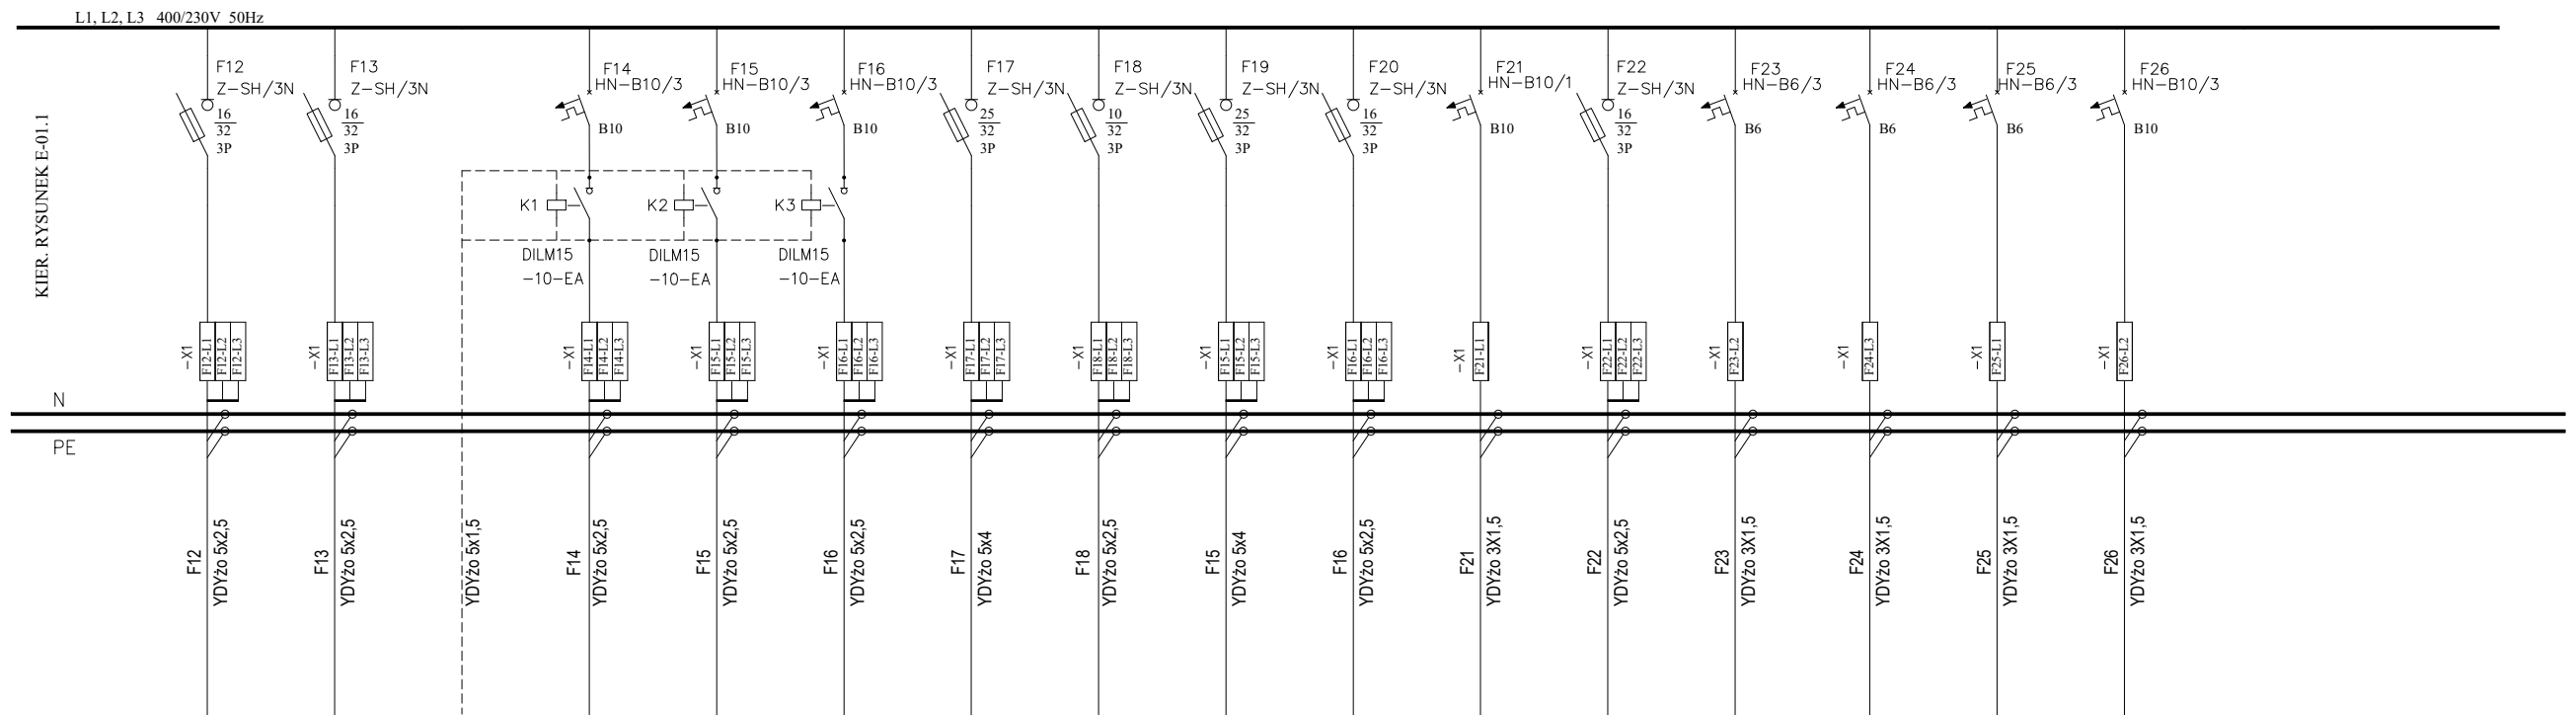 L1, L2, L3 400/230V 50Hz
KIER. RYSUNEK E-01.1
F12
Z-SH/3N
16
32
3P
F13
Z-SH/3N
16
32
3P
F14
HN-B10/3
B10
F15
HN-B10/3
B10
F16
HN-B10/3
B10
F17
Z-SH/3N
25
32
3P
F18
Z-SH/3N
10
32
3P
F19
Z-SH/3N
25
32
3P
F20
Z-SH/3N
16
32
3P
F21
HN-B10/1
B10
F22
Z-SH/3N
16
32
3P
F23
HN-B6/3
B6
F24
HN-B6/3
B6
F25
HN-B6/3
B6
F26
HN-B10/3
B10
K1
DILM15
-10-EA
K2
DILM15
-10-EA
K3
DILM15
-10-EA
-X1
F12-L1
F12-L2
F12-L3
-X1
F13-L1
F13-L2
F13-L3
-X1
F14-L1
F14-L2
F14-L3
-X1
F15-L1
F15-L2
F15-L3
-X1
F16-L1
F16-L2
F16-L3
-X1
F17-L1
F17-L2
F17-L3
-X1
F18-L1
F18-L2
F18-L3
-X1
F15-L1
F15-L2
F15-L3
-X1
F16-L1
F16-L2
F16-L3
-X1
F21-L1
-X1
F22-L1
F22-L2
F22-L3
-X1
F23-L2
-X1
F24-L3
-X1
F25-L1
-X1
F26-L2
N
PE
F12
YDYżo 5x2,5
F13
YDYżo 5x2,5
YDYżo 5x1,5
F14
YDYżo 5x2,5
F15
YDYżo 5x2,5
F16
YDYżo 5x2,5
F17
YDYżo 5x4
F18
YDYżo 5x2,5
F15
YDYżo 5x4
F16
YDYżo 5x2,5
F21
YDYżo 3X1,5
F22
YDYżo 5x2,5
F23
YDYżo 3X1,5
F24
YDYżo 3X1,5
F25
YDYżo 3X1,5
F26
YDYżo 3X1,5